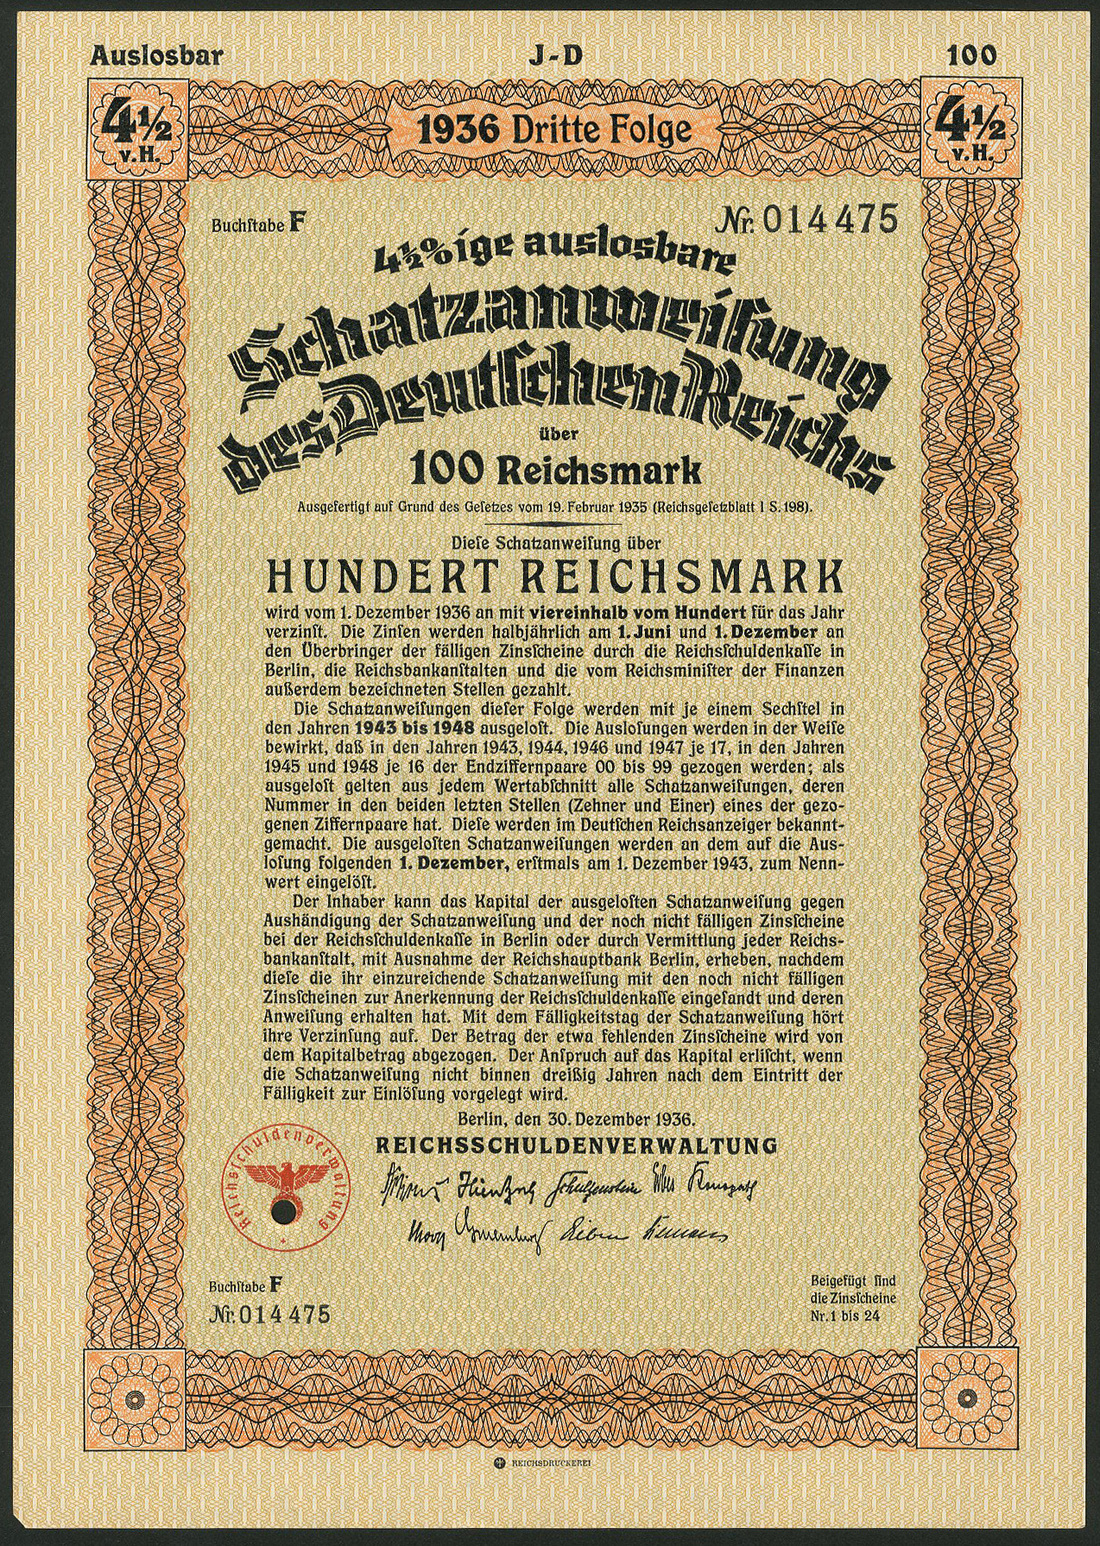 Auslosbar J-D 100
4½ v.H. 1936 Dritte Folge 4½ v.H.
Buchſtabe F Nr. 014475
4½%ige auslosbare
Schatzanweiſung
des Deutſchen Reichs
über
100 Reichsmark
Ausgefertigt auf Grund des Geſetzes vom 19. Februar 1935 (Reichsgeſetzblatt I S. 198).
Dieſe Schatzanweiſung über
HUNDERT REICHSMARK
wird vom 1. Dezember 1936 an mit viereinhalb vom Hundert für das Jahr
verzinſt. Die Zinſen werden halbjährlich am 1. Juni und 1. Dezember an
den Überbringer der fälligen Zinsſcheine durch die Reichsſchuldenkaſſe in
Berlin, die Reichsbankanſtalten und die vom Reichsminiſter der Finanzen
außerdem bezeichneten Stellen gezahlt.
Die Schatzanweiſungen dieſer Folge werden mit je einem Sechſtel in
den Jahren 1943 bis 1948 ausgeloſt. Die Ausloſungen werden in der Weiſe
bewirkt, daß in den Jahren 1943, 1944, 1946 und 1947 je 17, in den Jahren
1945 und 1948 je 16 der Endziffernpaare 00 bis 99 gezogen werden; als
ausgeloſt gelten aus jedem Wertabſchnitt alle Schatzanweiſungen, deren
Nummer in den beiden letzten Stellen (Zehner und Einer) eines der gezo-
genen Ziffernpaare hat. Dieſe werden im Deutſchen Reichsanzeiger bekannt-
gemacht. Die ausgeloſten Schatzanweiſungen werden an dem auf die Aus-
loſung folgenden 1. Dezember, erſtmals am 1. Dezember 1943, zum Nenn-
wert eingelöſt.
Der Inhaber kann das Kapital der ausgeloſten Schatzanweiſung gegen
Aushändigung der Schatzanweiſung und der noch nicht fälligen Zinsſcheine
bei der Reichsſchuldenkaſſe in Berlin oder durch Vermittlung jeder Reichs-
bankanſtalt, mit Ausnahme der Reichshauptbank Berlin, erheben, nachdem
dieſe die ihr einzureichende Schatzanweiſung mit den noch nicht fälligen
Zinsſcheinen zur Anerkennung der Reichsſchuldenkaſſe eingeſandt und deren
Anweiſung erhalten hat. Mit dem Fälligkeitstag der Schatzanweiſung hört
ihre Verzinſung auf. Der Betrag der etwa fehlenden Zinsſcheine wird von
dem Kapitalbetrag abgezogen. Der Anſpruch auf das Kapital erliſcht, wenn
die Schatzanweiſung nicht binnen dreißig Jahren nach dem Eintritt der
Fälligkeit zur Einlöſung vorgelegt wird.
Berlin, den 30. Dezember 1936.
REICHSSCHULDENVERWALTUNG
Reichsschuldenverwaltung
Buchſtabe F
Nr. 014475
Beigefügt ſind
die Zinsſcheine
Nr. 1 bis 24
REICHSDRUCKEREI